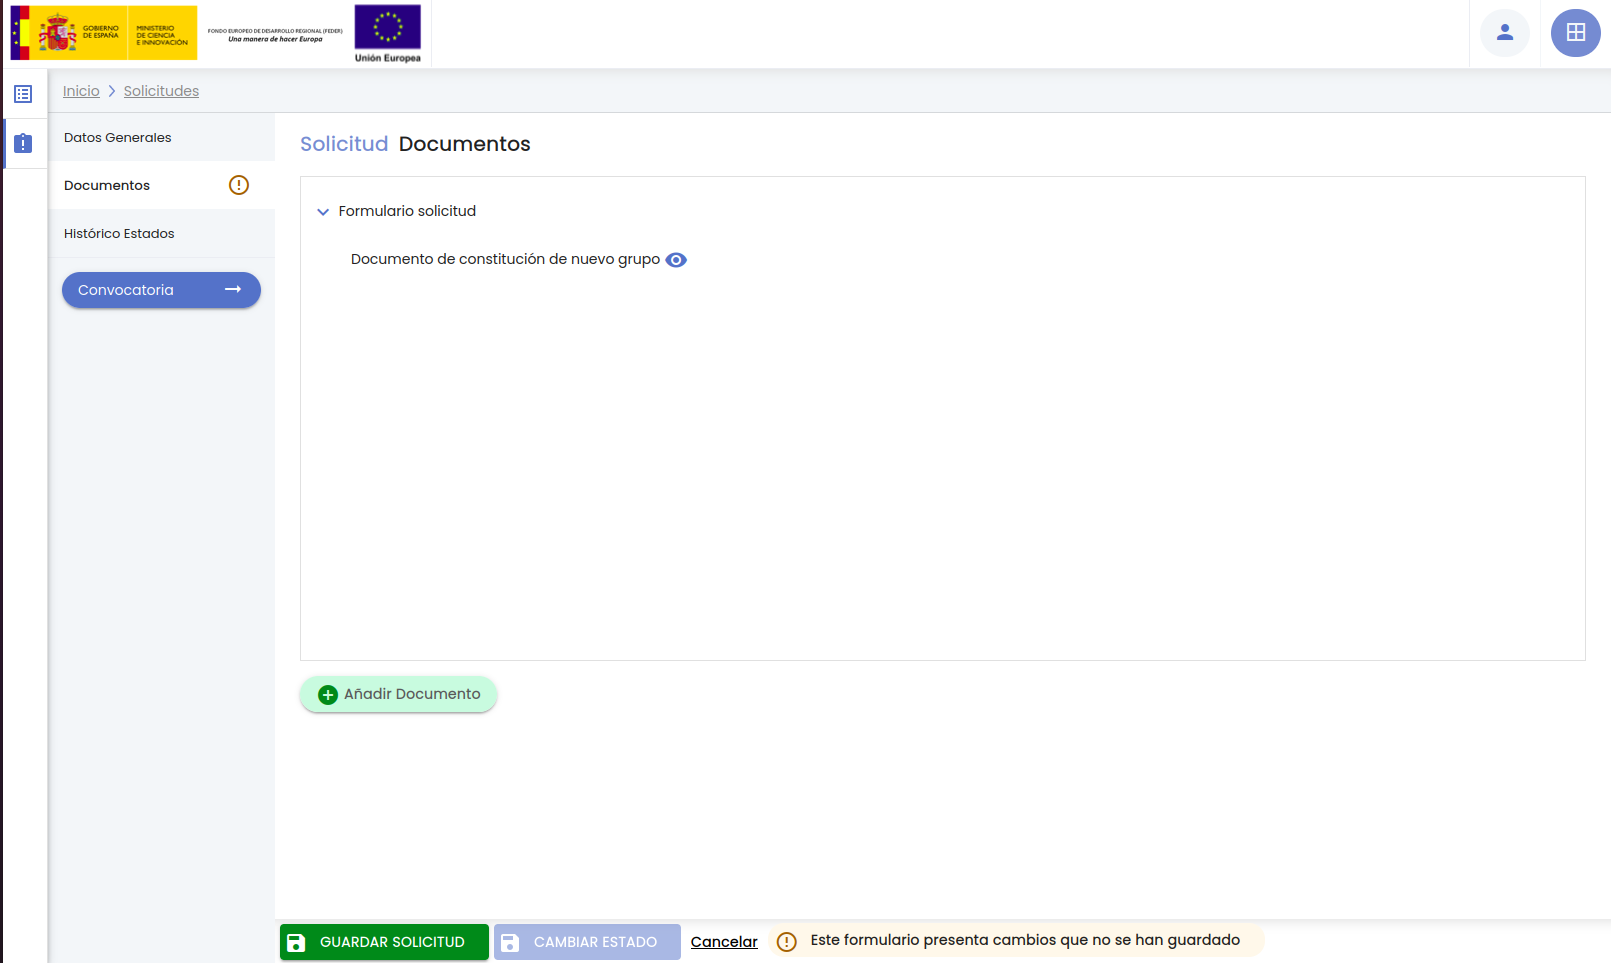 GOBIERNO
DE ESPAÑA
MINISTERIO
DE CIENCIA
E INNOVACIÓN
FONDO EUROPEO DE DESARROLLO REGIONAL (FEDER)
Una manera de hacer Europa
Unión Europea
Inicio > Solicitudes
Datos Generales
Documentos
Histórico Estados
Convocatoria
Solicitud Documentos
Formulario solicitud
Documento de constitución de nuevo grupo
Añadir Documento
GUARDAR SOLICITUD
CAMBIAR ESTADO
Cancelar
Este formulario presenta cambios que no se han guardado